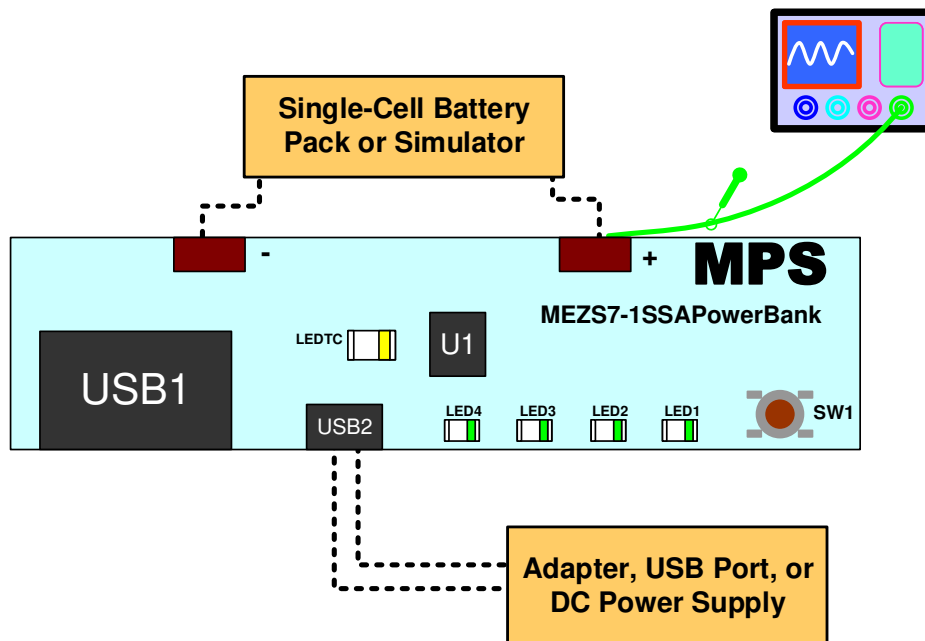 Single-Cell Battery
Pack or Simulator
-
+
MPS
MEZS7-1SSAPowerBank
LEDTC
U1
USB1
USB2
LED4
LED3
LED2
LED1
SW1
Adapter, USB Port, or
DC Power Supply